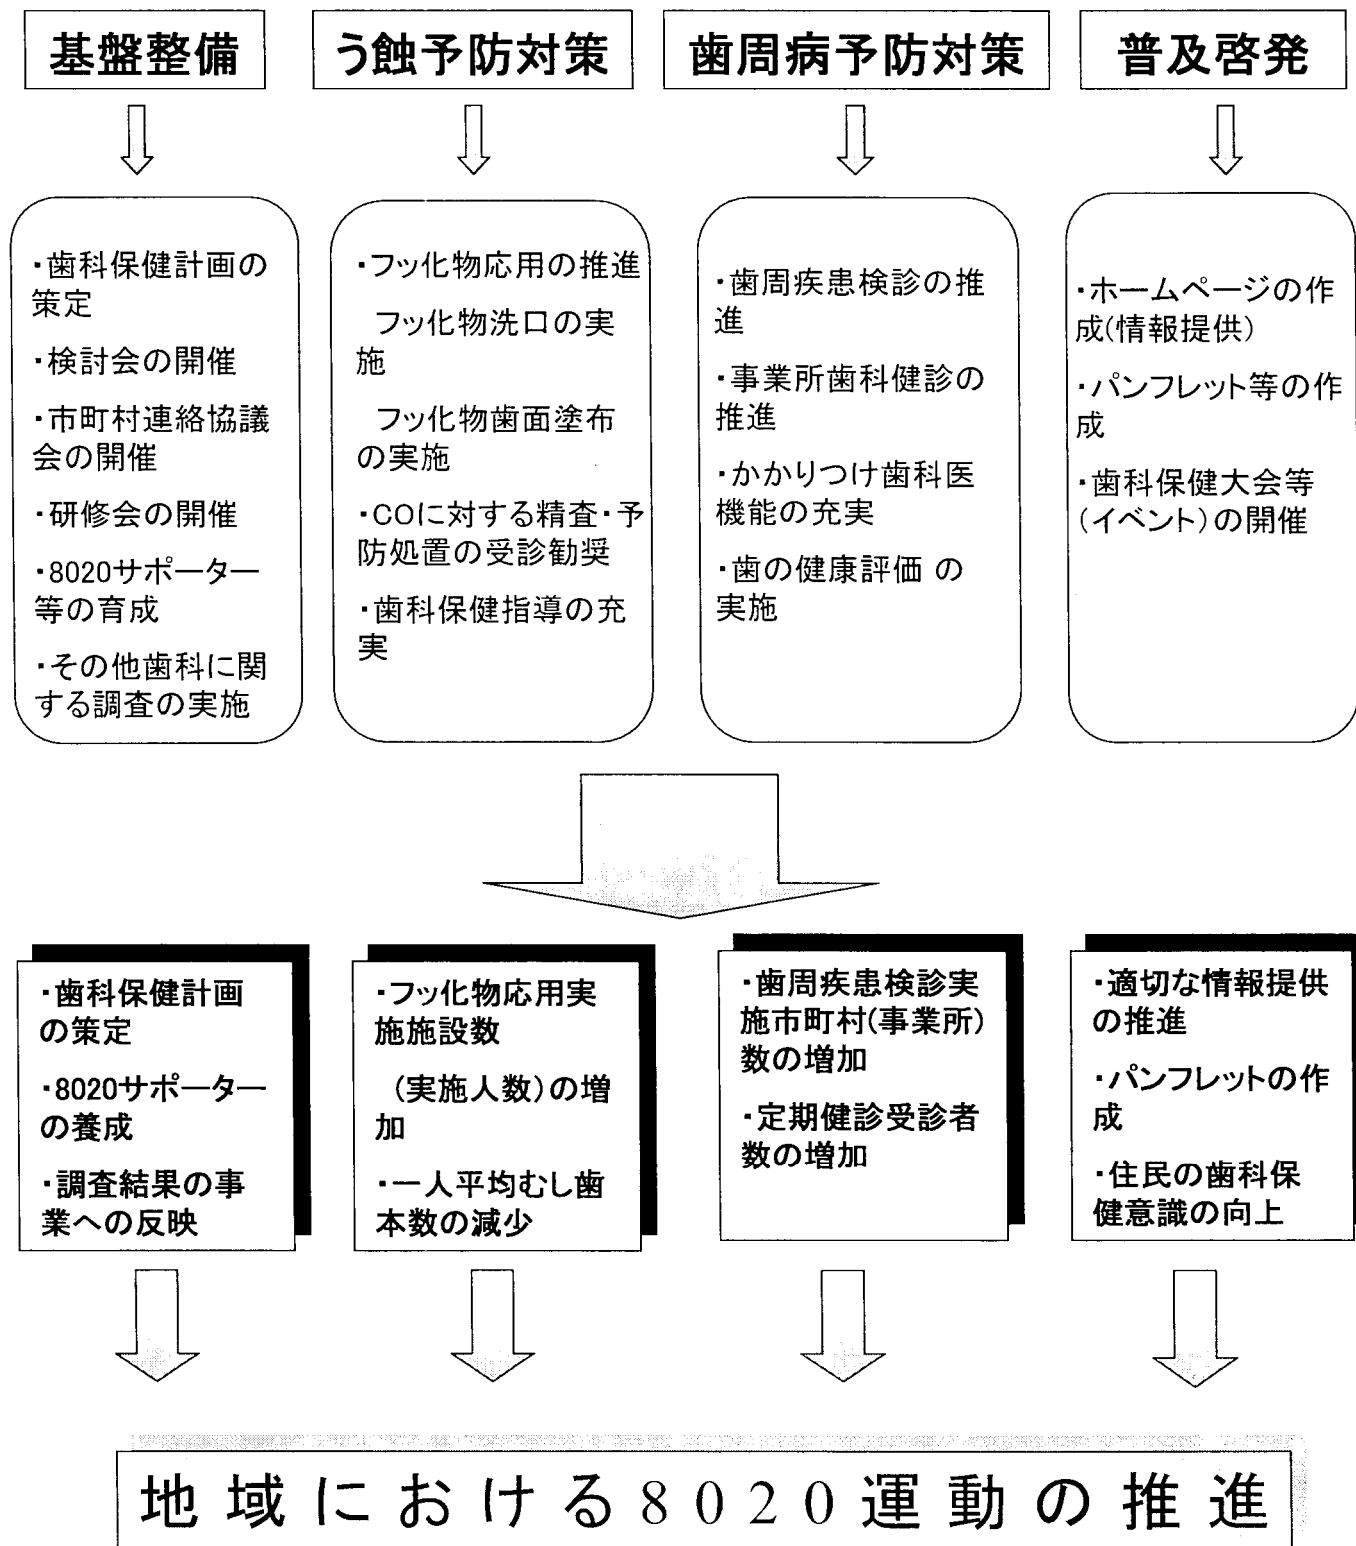 基盤整備
う蝕予防対策
歯周病予防対策
普及啓発
・歯科保健計画の
策定
・検討会の開催
・市町村連絡協議
会の開催
・研修会の開催
・8020サポーター
等の育成
・その他歯科に関
する調査の実施
・フッ化物応用の推進
フッ化物洗口の実
施
フッ化物歯面塗布
の実施
・COに対する精査・予
防処置の受診勧奨
・歯科保健指導の充
実
・歯周疾患検診の推
進
・事業所歯科健診の
推進
・かかりつけ歯科医
機能の充実
・歯の健康評価 の
実施
・ホームページの作
成(情報提供)
・パンフレット等の作
成
・歯科保健大会等
(イベント)の開催
・歯科保健計画
の策定
・8020サポーター
の養成
・調査結果の事
業への反映
・フッ化物応用実
施施設数
(実施人数)の増
加
・一人平均むし歯
本数の減少
・歯周疾患検診実
施市町村(事業所)
数の増加
・定期健診受診者
数の増加
・適切な情報提供
の推進
・パンフレットの作
成
・住民の歯科保
健意識の向上
地域における8020運動の推進